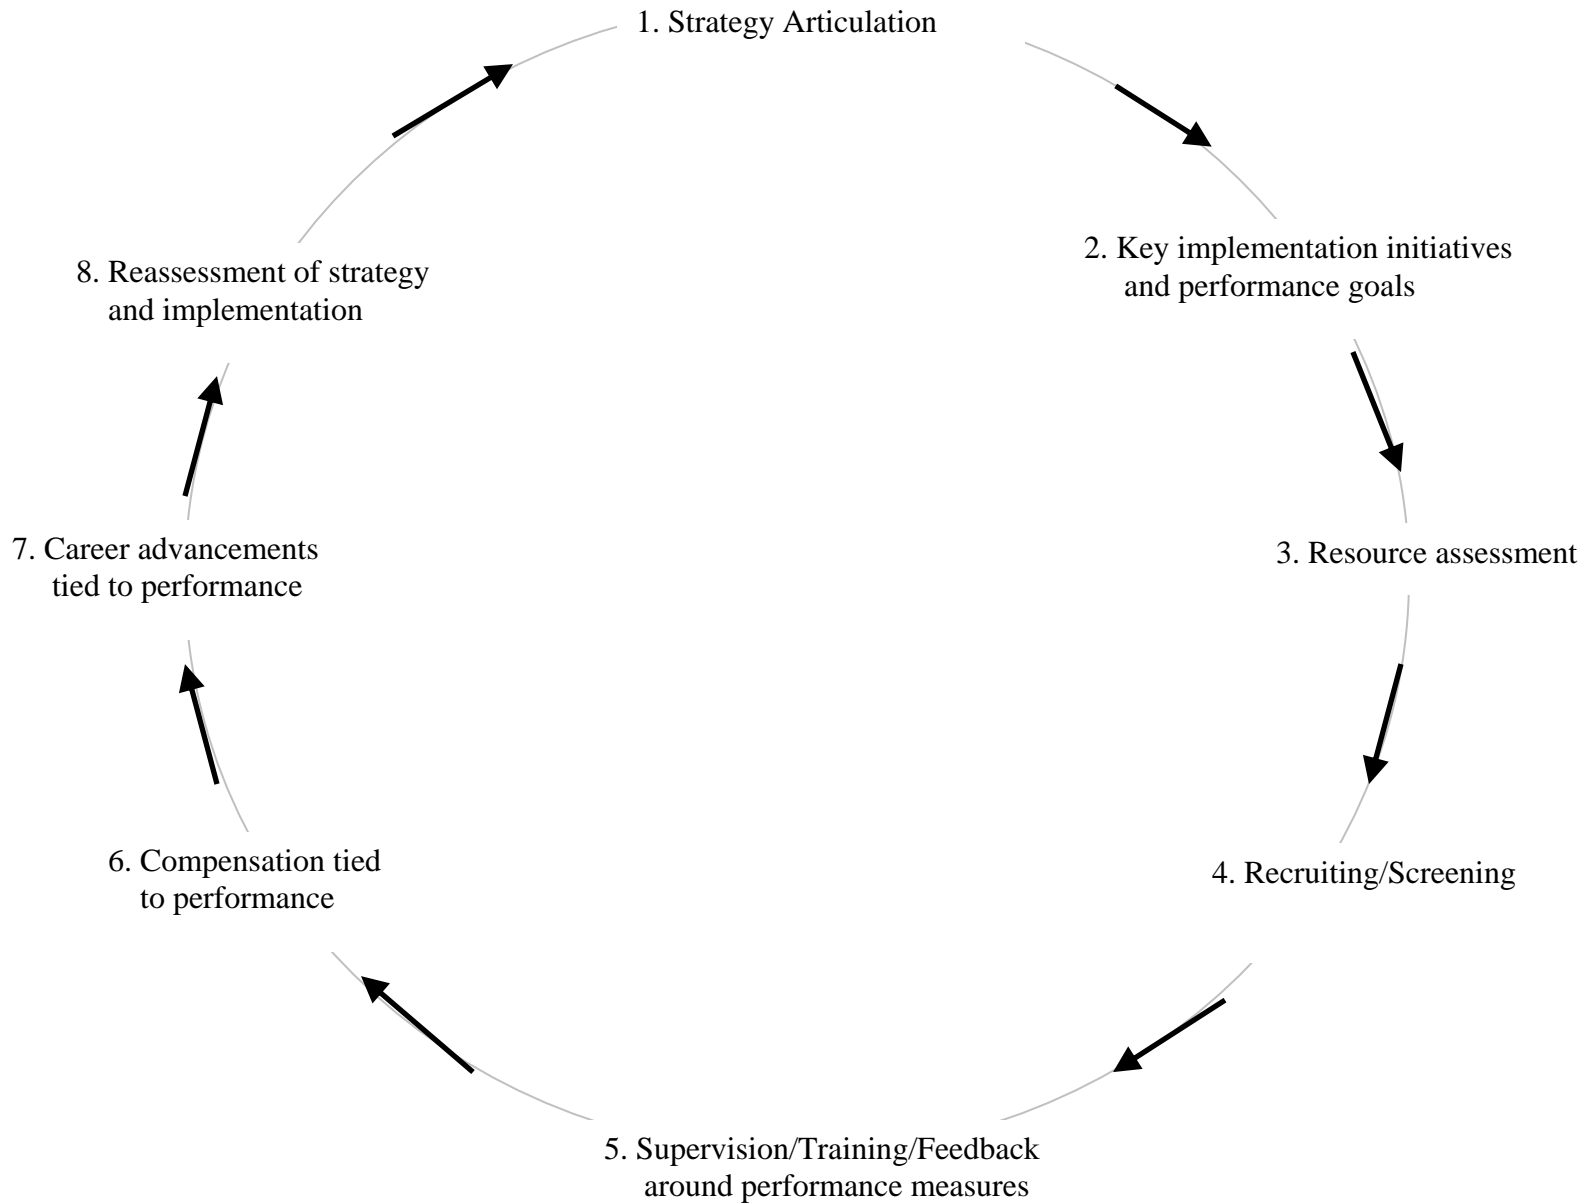 1. Strategy Articulation
2. Key implementation initiatives
and performance goals
3. Resource assessment
4. Recruiting/Screening
5. Supervision/Training/Feedback
around performance measures
6. Compensation tied
to performance
7. Career advancements
tied to performance
8. Reassessment of strategy
and implementation